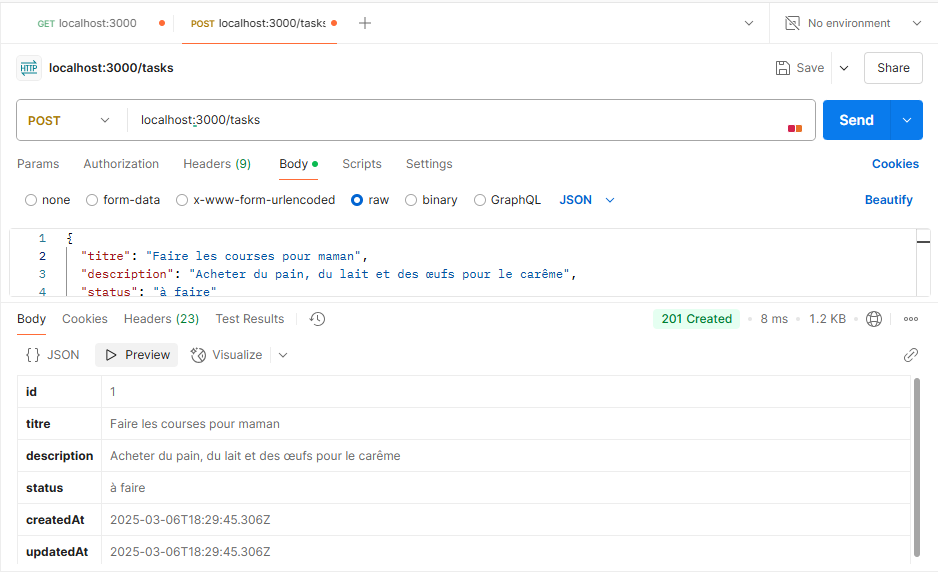 GET localhost:3000 POST localhost:3000/tasks No environment
HTTP localhost:3000/tasks Save Share
POST localhost:3000/tasks Send
Params Authorization Headers (9) Body Scripts Settings Cookies
none form-data x-www-form-urlencoded raw binary GraphQL JSON Beautify
1 {
2 "titre": "Faire les courses pour maman",
3 "description": "Acheter du pain, du lait et des œufs pour le carême",
4 "status": "à faire"
Body Cookies Headers (23) Test Results 201 Created 8 ms 1.2 KB
{} JSON Preview Visualize
id 1
titre Faire les courses pour maman
description Acheter du pain, du lait et des œufs pour le carême
status à faire
createdAt 2025-03-06T18:29:45.306Z
updatedAt 2025-03-06T18:29:45.306Z